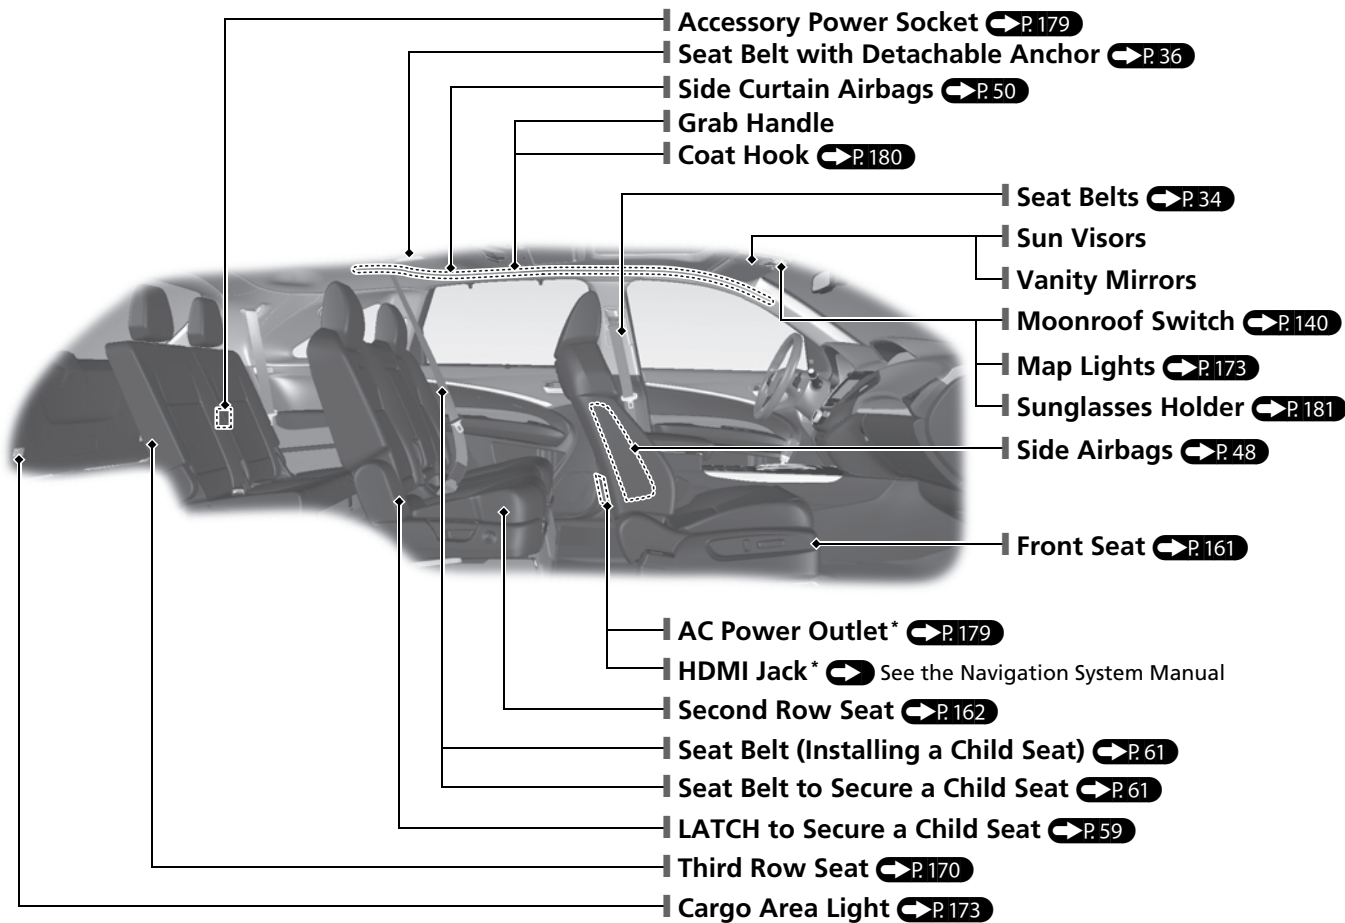 Accessory Power Socket P. 179
Seat Belt with Detachable Anchor P. 36
Side Curtain Airbags P. 50
Grab Handle
Coat Hook P. 180
Seat Belts P. 34
Sun Visors
Vanity Mirrors
Moonroof Switch P. 140
Map Lights P. 173
Sunglasses Holder P. 181
Side Airbags P. 48
Front Seat P. 161
AC Power Outlet* P. 179
HDMI Jack* See the Navigation System Manual
Second Row Seat P. 162
Seat Belt (Installing a Child Seat) P. 61
Seat Belt to Secure a Child Seat P. 61
LATCH to Secure a Child Seat P. 59
Third Row Seat P. 170
Cargo Area Light P. 173